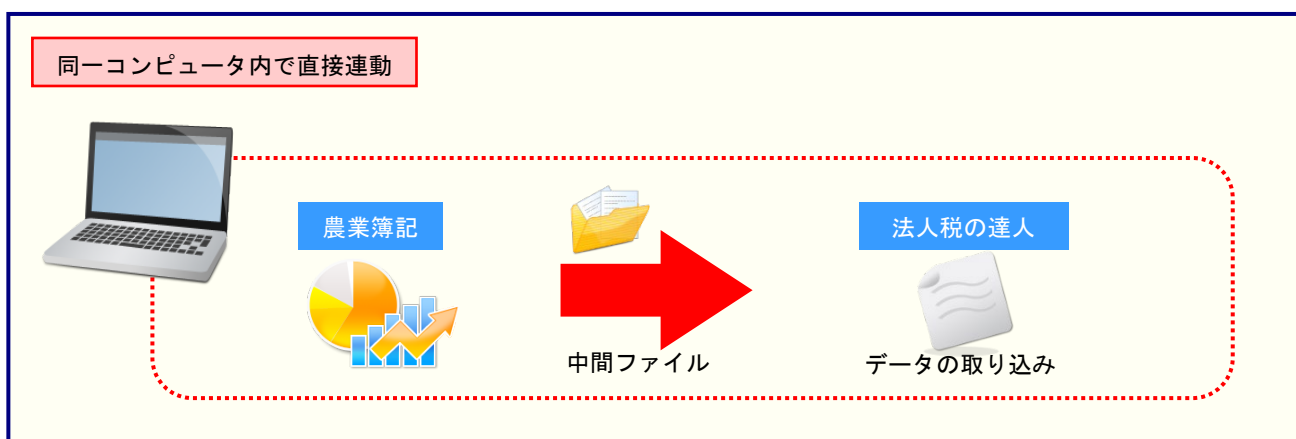 同一コンピュータ内で直接連動
農業簿記
法人税の達人
中間ファイル
データの取り込み